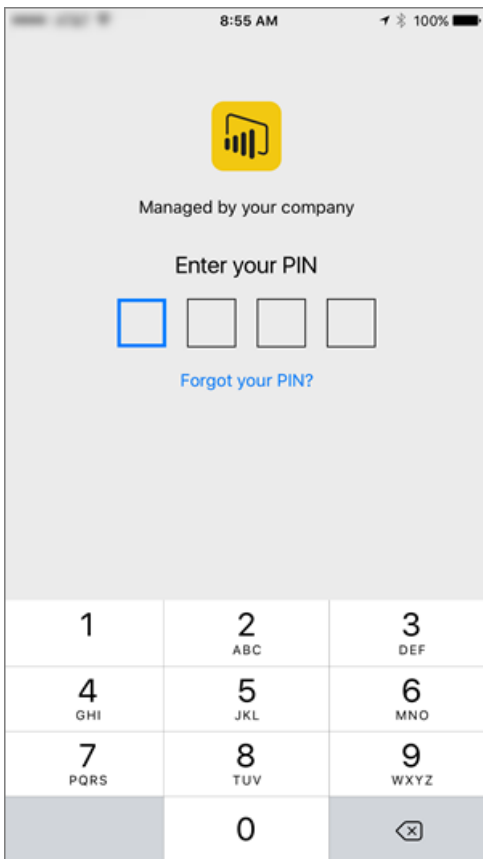 8:55 AM 100%
Managed by your company
Enter your PIN
Forgot your PIN?
1 2 3
ABC DEF
4 5 6
GHI JKL MNO
7 8 9
PQRS TUV WXYZ
0